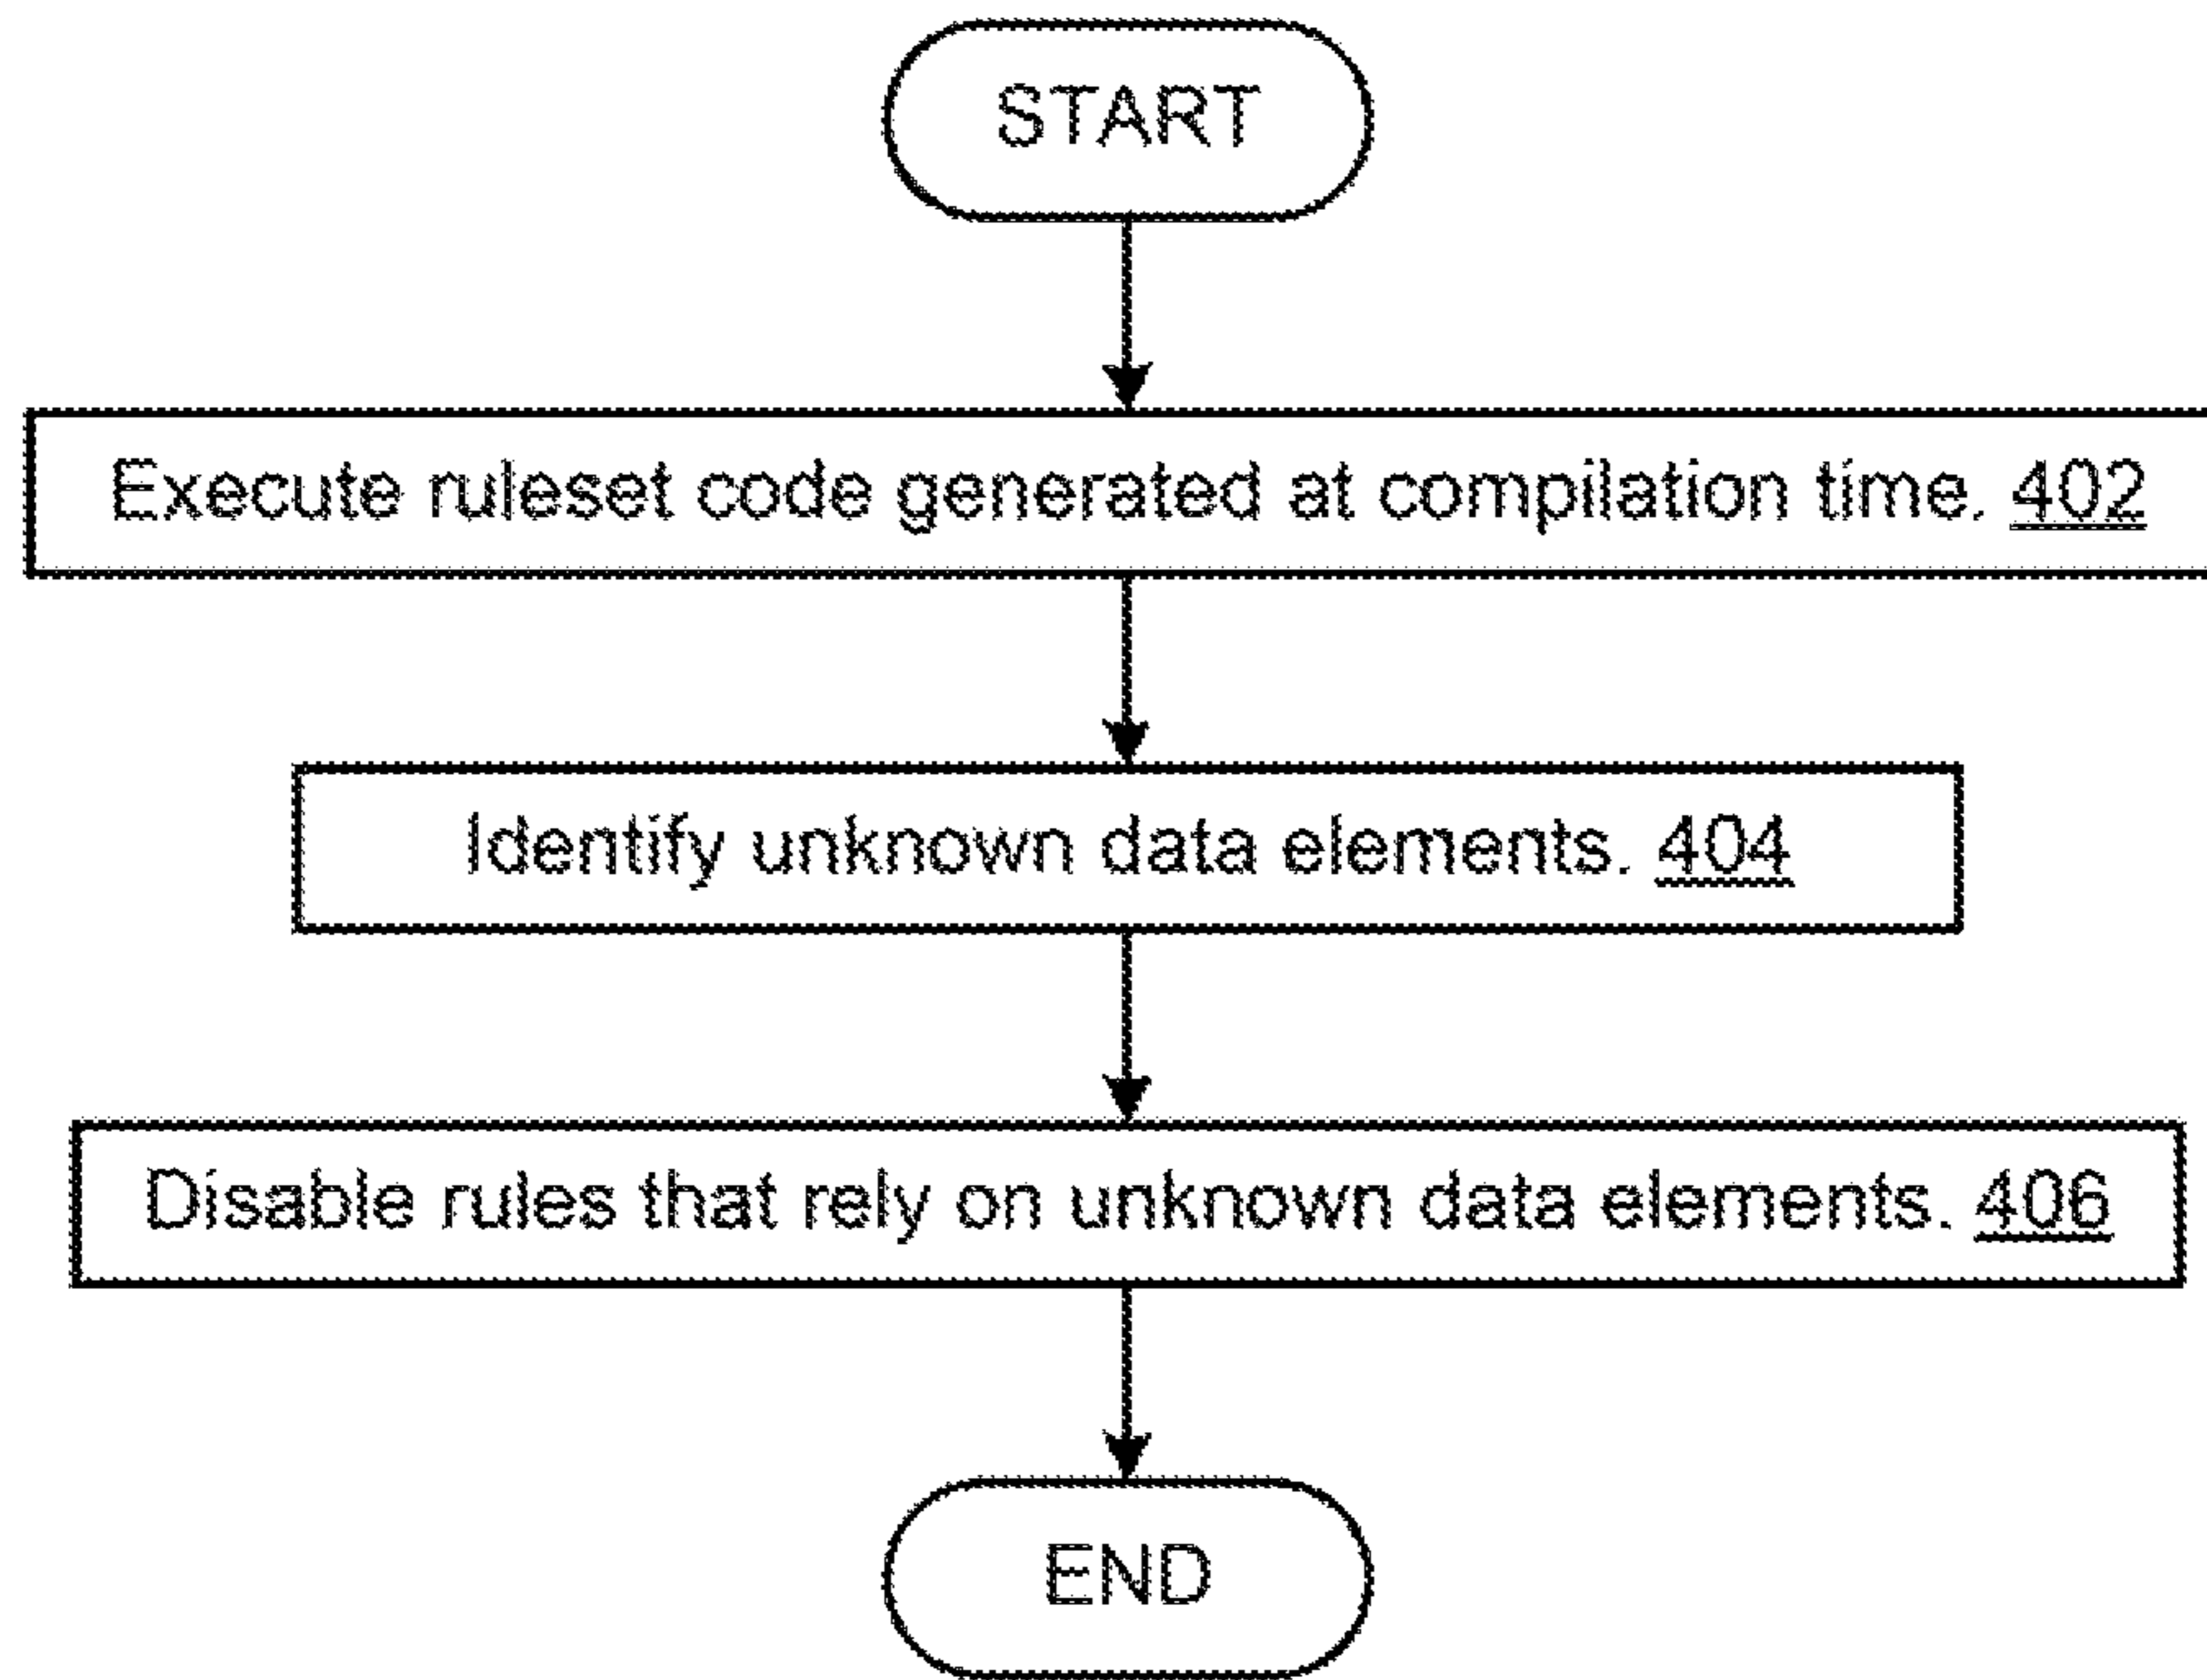 START
Execute ruleset code generated at compilation time. 402
Identify unknown data elements. 404
Disable rules that rely on unknown data elements. 406
END